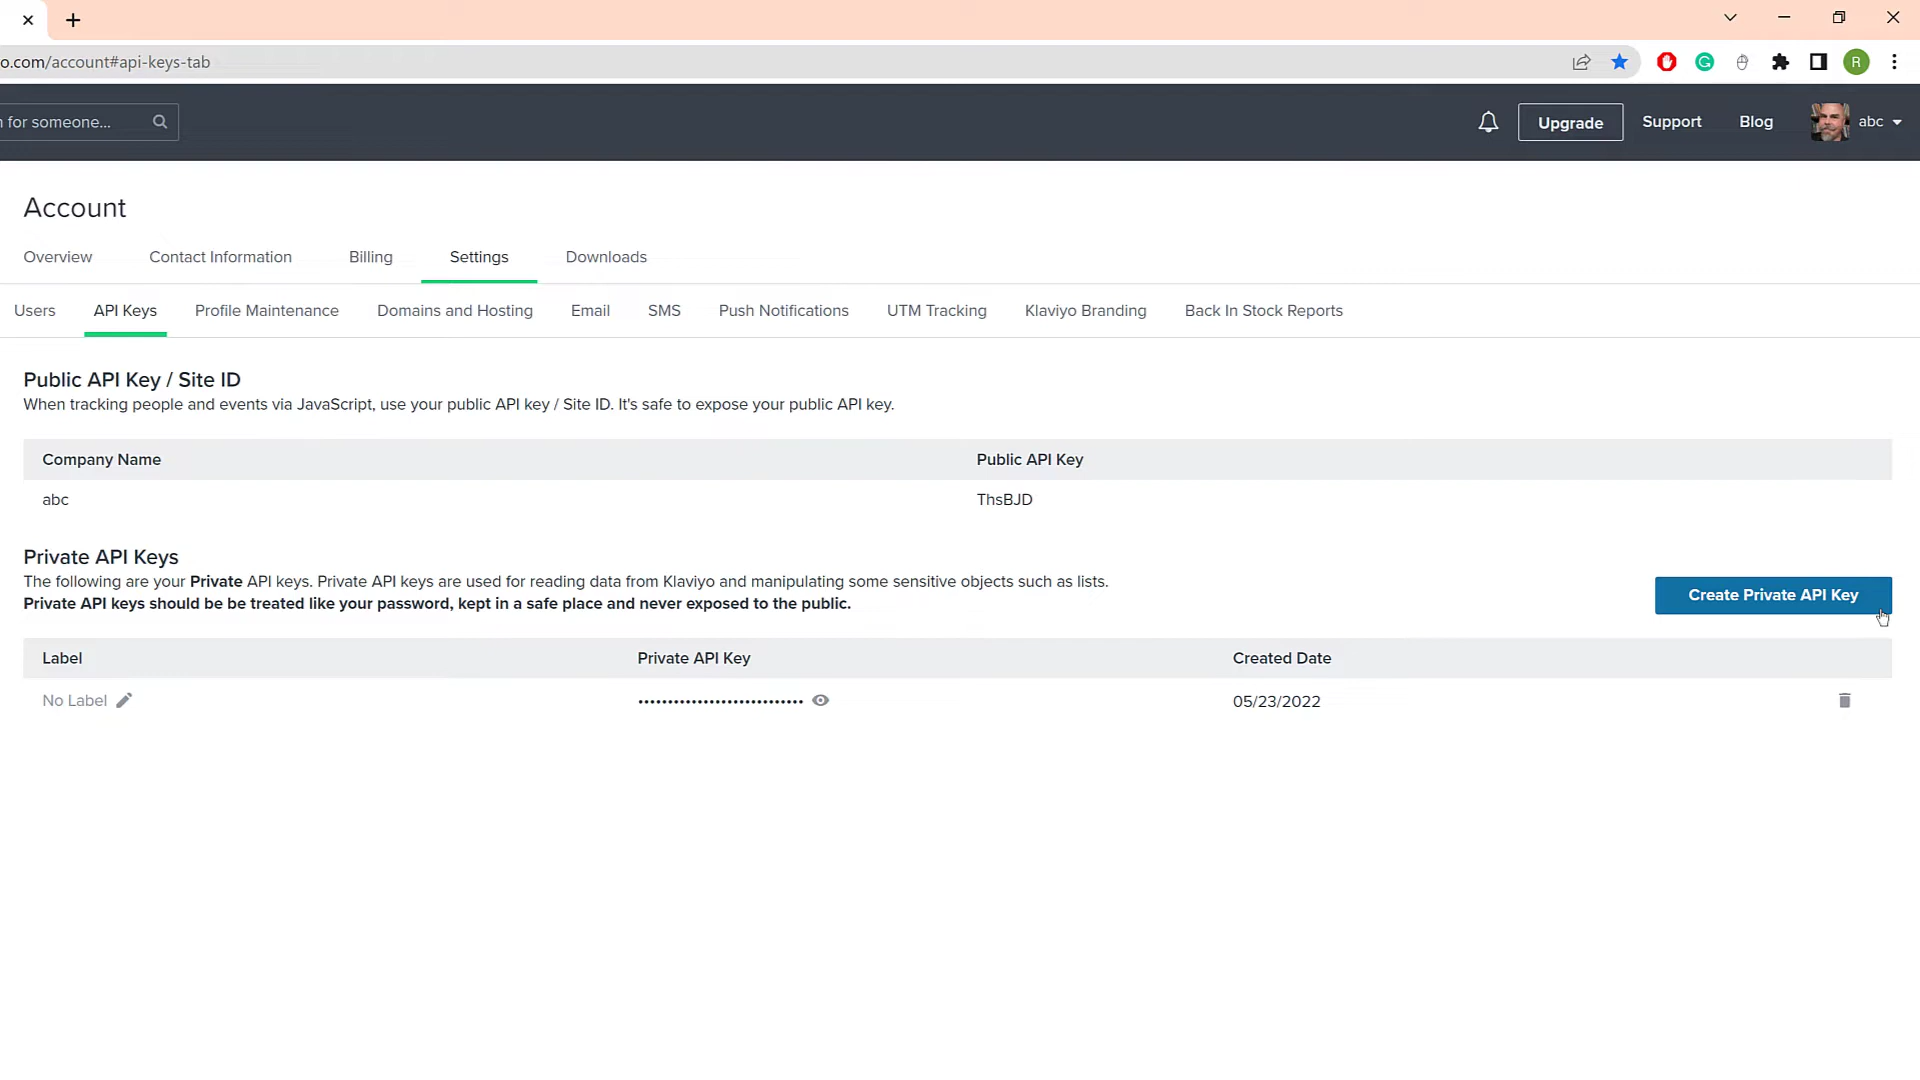 o.com/account#api-keys-tab
R
n for someone...
Upgrade
Support
Blog
abc
Account
Overview
Contact Information
Billing
Settings
Downloads
Users
API Keys
Profile Maintenance
Domains and Hosting
Email
SMS
Push Notifications
UTM Tracking
Klaviyo Branding
Back In Stock Reports
Public API Key / Site ID
When tracking people and events via JavaScript, use your public API key / Site ID. It's safe to expose your public API key.
Company Name
Public API Key
abc
ThsBJD
Private API Keys
The following are your Private API keys. Private API keys are used for reading data from Klaviyo and manipulating some sensitive objects such as lists.
Private API keys should be be treated like your password, kept in a safe place and never exposed to the public.
Create Private API Key
Label
Private API Key
Created Date
No Label
••••••••••••••••••••••••••••
05/23/2022